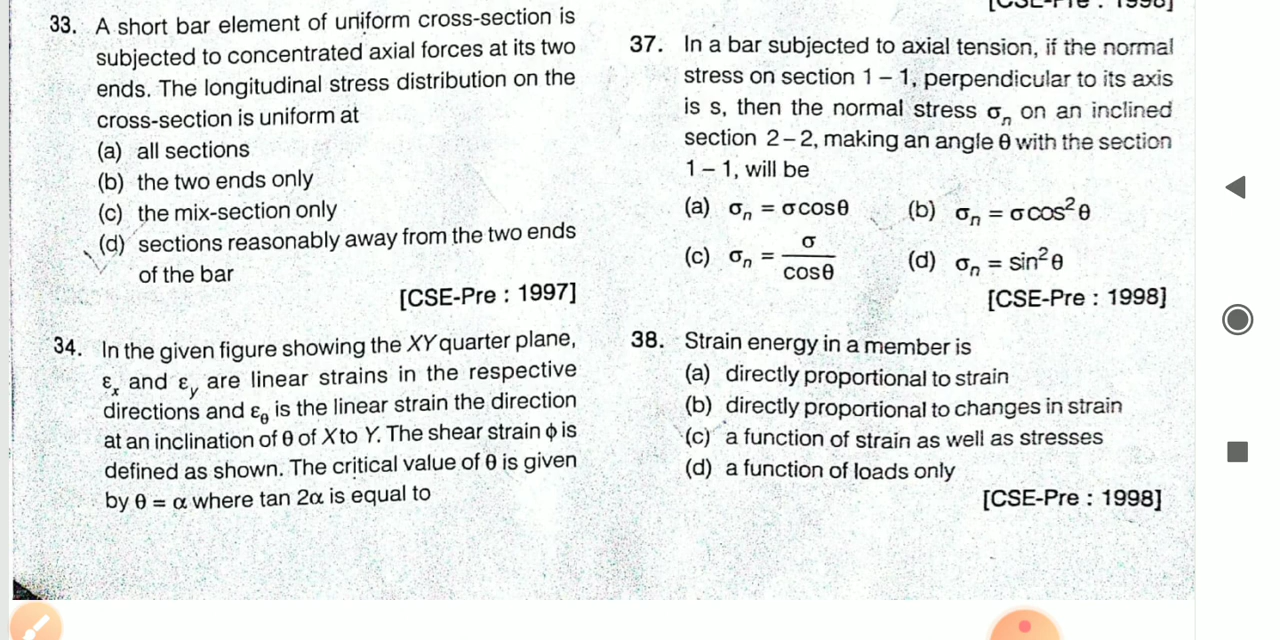 33. A short bar element of uniform cross-section is
subjected to concentrated axial forces at its two
ends. The longitudinal stress distribution on the
cross-section is uniform at
(a) all sections
(b) the two ends only
(c) the mix-section only
(d) sections reasonably away from the two ends
of the bar
[CSE-Pre : 1997]
34. In the given figure showing the XY quarter plane,
εx and εy are linear strains in the respective
directions and εθ is the linear strain the direction
at an inclination of θ of X to Y. The shear strain ϕ is
defined as shown. The critical value of θ is given
by θ = α where tan 2α is equal to
[CSE-Pre : 1998]
37. In a bar subjected to axial tension, if the normal
stress on section 1 – 1, perpendicular to its axis
is s, then the normal stress σn on an inclined
section 2 – 2, making an angle θ with the section
1 – 1, will be
(a) σn = σcosθ (b) σn = σcos²θ
(c) σn = σ/cosθ (d) σn = sin²θ
[CSE-Pre : 1998]
38. Strain energy in a member is
(a) directly proportional to strain
(b) directly proportional to changes in strain
(c) a function of strain as well as stresses
(d) a function of loads only
[CSE-Pre : 1998]